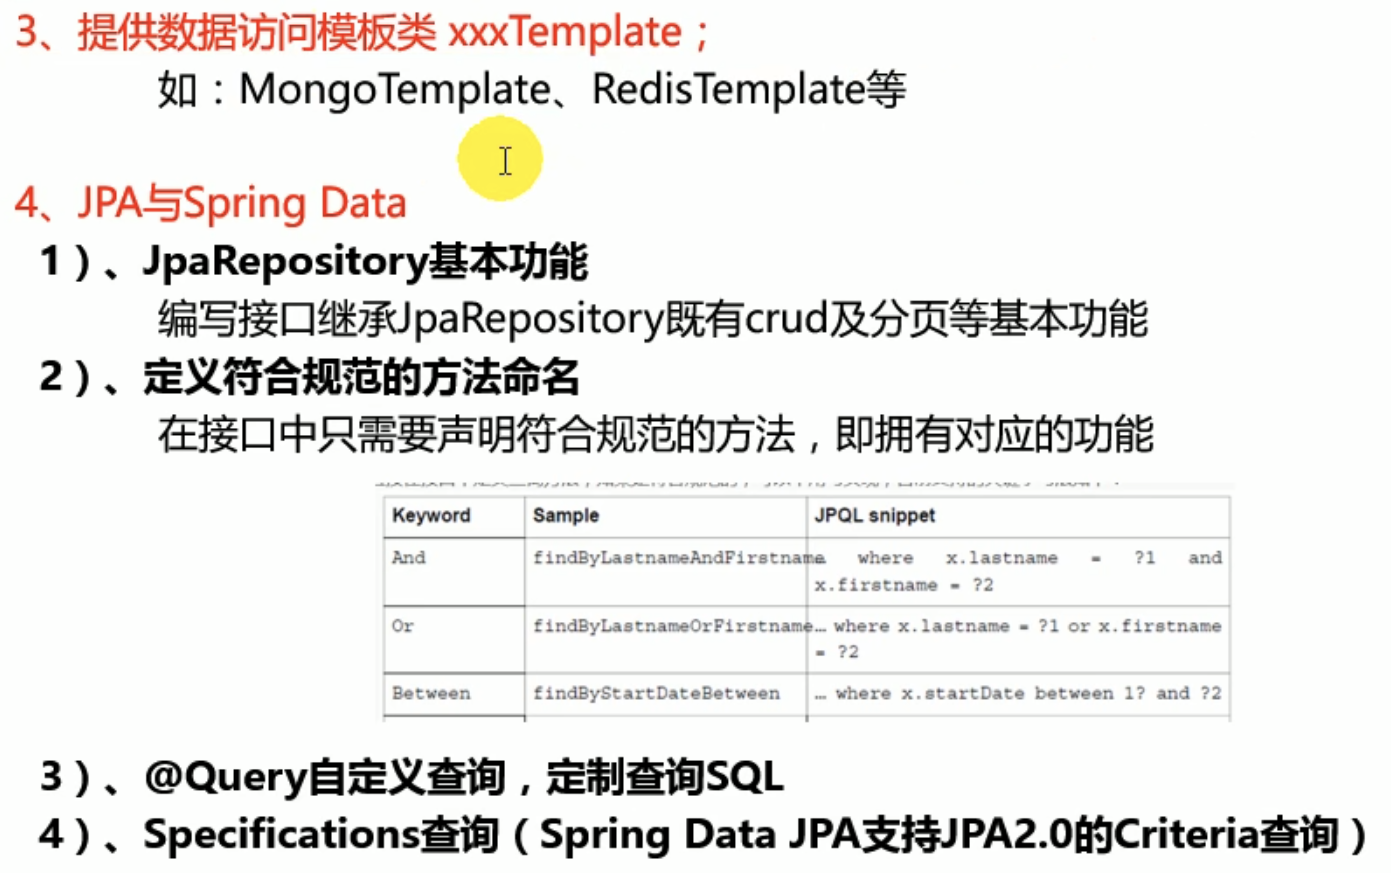 3、提供数据访问模板类 xxxTemplate；
如：MongoTemplate、RedisTemplate等
4、JPA与Spring Data
1）、JpaRepository基本功能
编写接口继承JpaRepository既有crud及分页等基本功能
2）、定义符合规范的方法命名
在接口中只需要声明符合规范的方法，即拥有对应的功能
Keyword Sample JPQL snippet
And findByLastnameAndFirstname … where x.lastname = ?1 and
x.firstname = ?2
Or findByLastnameOrFirstname … where x.lastname = ?1 or x.firstname
= ?2
Between findByStartDateBetween … where x.startDate between 1? and ?2
3）、@Query自定义查询，定制查询SQL
4）、Specifications查询（Spring Data JPA支持JPA2.0的Criteria查询）